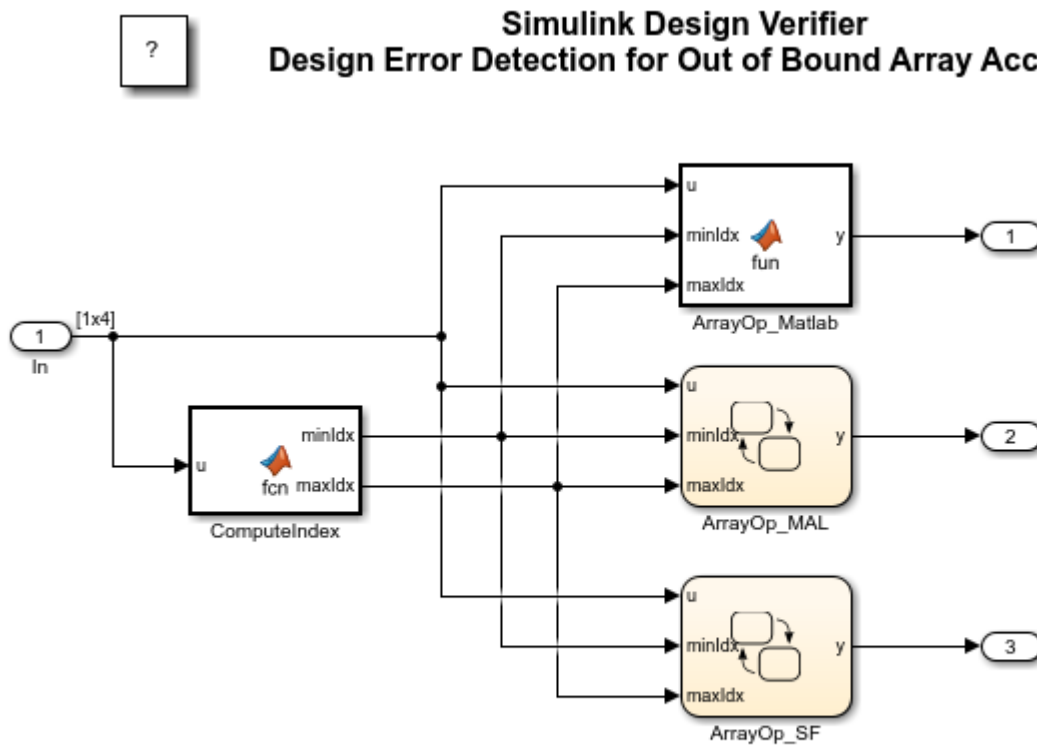 Simulink Design Verifier
?
Design Error Detection for Out of Bound Array Acc
u
minIdx
fun
y
1
maxIdx
ArrayOp_Matlab
[1x4]
1
In
u
minIdx
y
2
maxIdx
ArrayOp_MAL
minIdx
u
fcn
maxIdx
ComputeIndex
u
minIdx
y
3
maxIdx
ArrayOp_SF